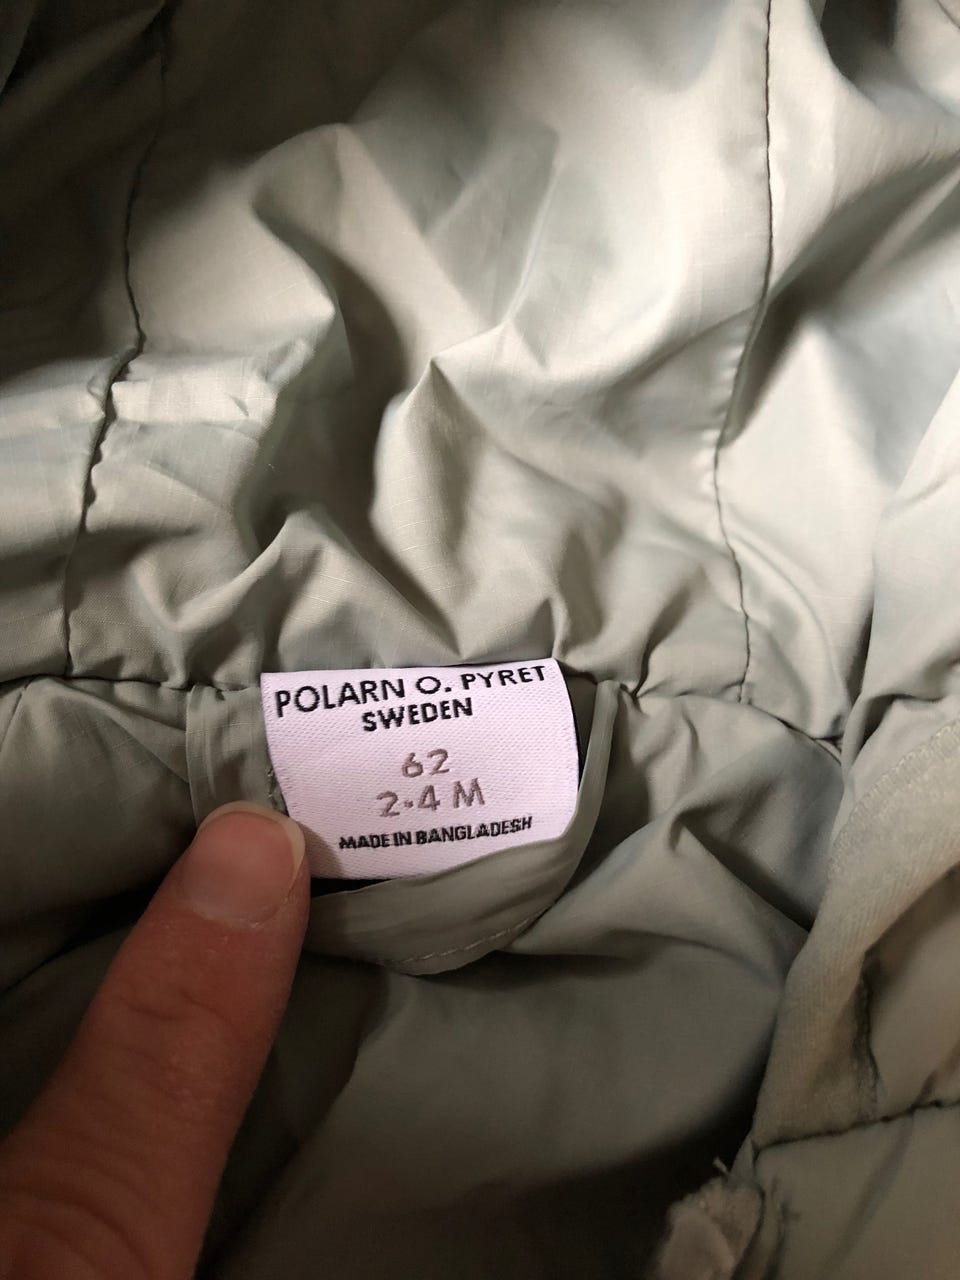 POLARN O. PYRET
SWEDEN
62
2-4 M
MADE IN BANGLADESH